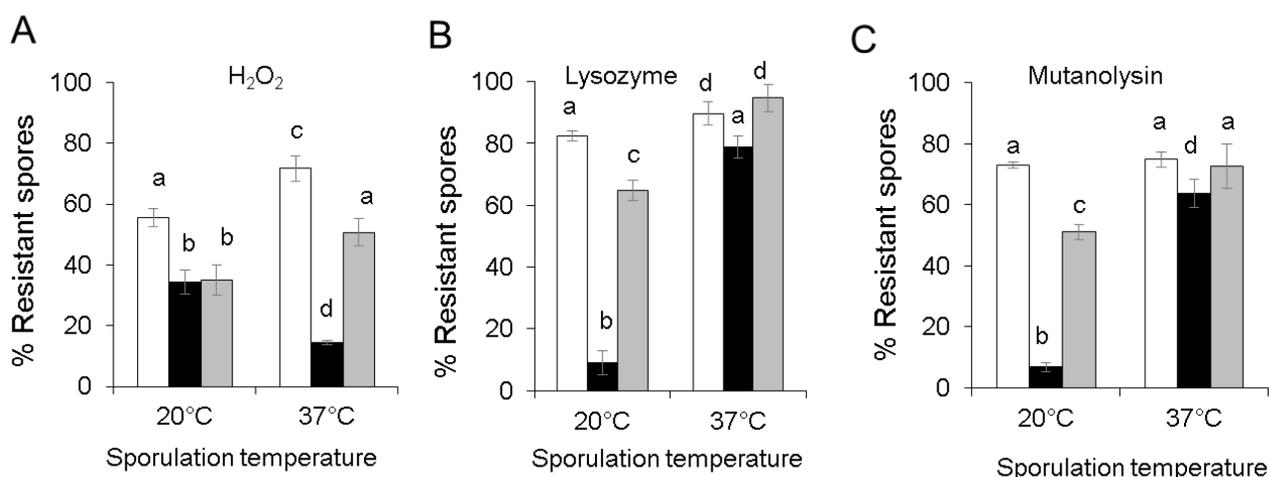 A
H₂O₂
% Resistant spores
100
80
60
40
20
0
a
b
b
c
d
a
20°C
37°C
Sporulation temperature
B
Lysozyme
% Resistant spores
100
80
60
40
20
0
a
b
c
d
a
d
20°C
37°C
Sporulation temperature
C
Mutanolysin
% Resistant spores
100
80
60
40
20
0
a
b
c
a
d
a
20°C
37°C
Sporulation temperature